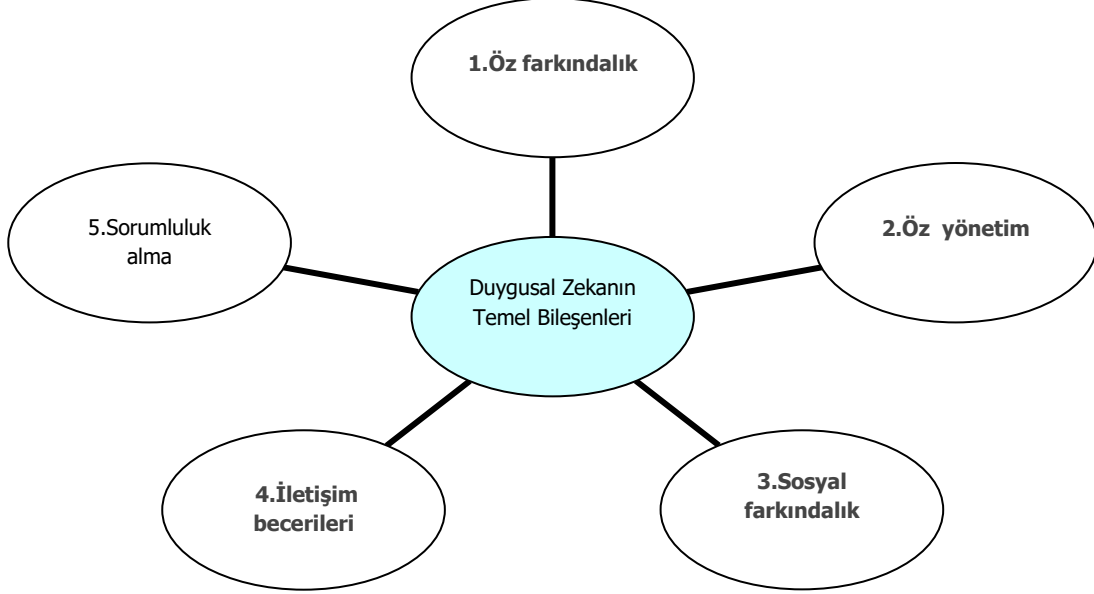 1.Öz farkındalık
2.Öz  yönetim
3.Sosyal
farkındalık
4.İletişim
becerileri
5.Sorumluluk
alma
Duygusal Zekanın
Temel Bileşenleri